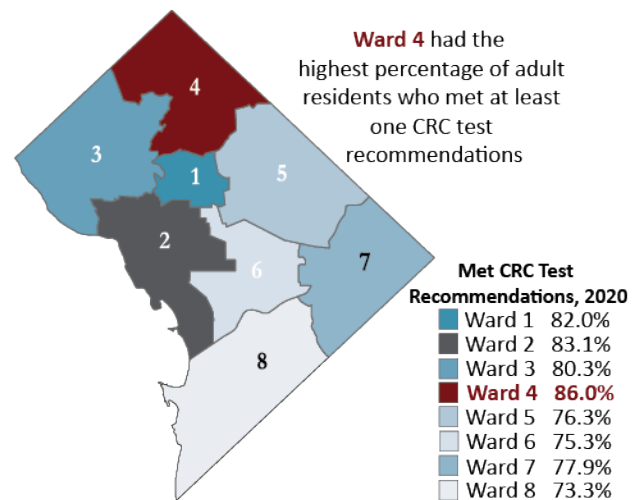 Ward 4 had the
highest percentage of adult
residents who met at least
one CRC test
recommendations
4
3
1
5
2
6
7
8
Met CRC Test
Recommendations, 2020
Ward 1 82.0%
Ward 2 83.1%
Ward 3 80.3%
Ward 4 86.0%
Ward 5 76.3%
Ward 6 75.3%
Ward 7 77.9%
Ward 8 73.3%